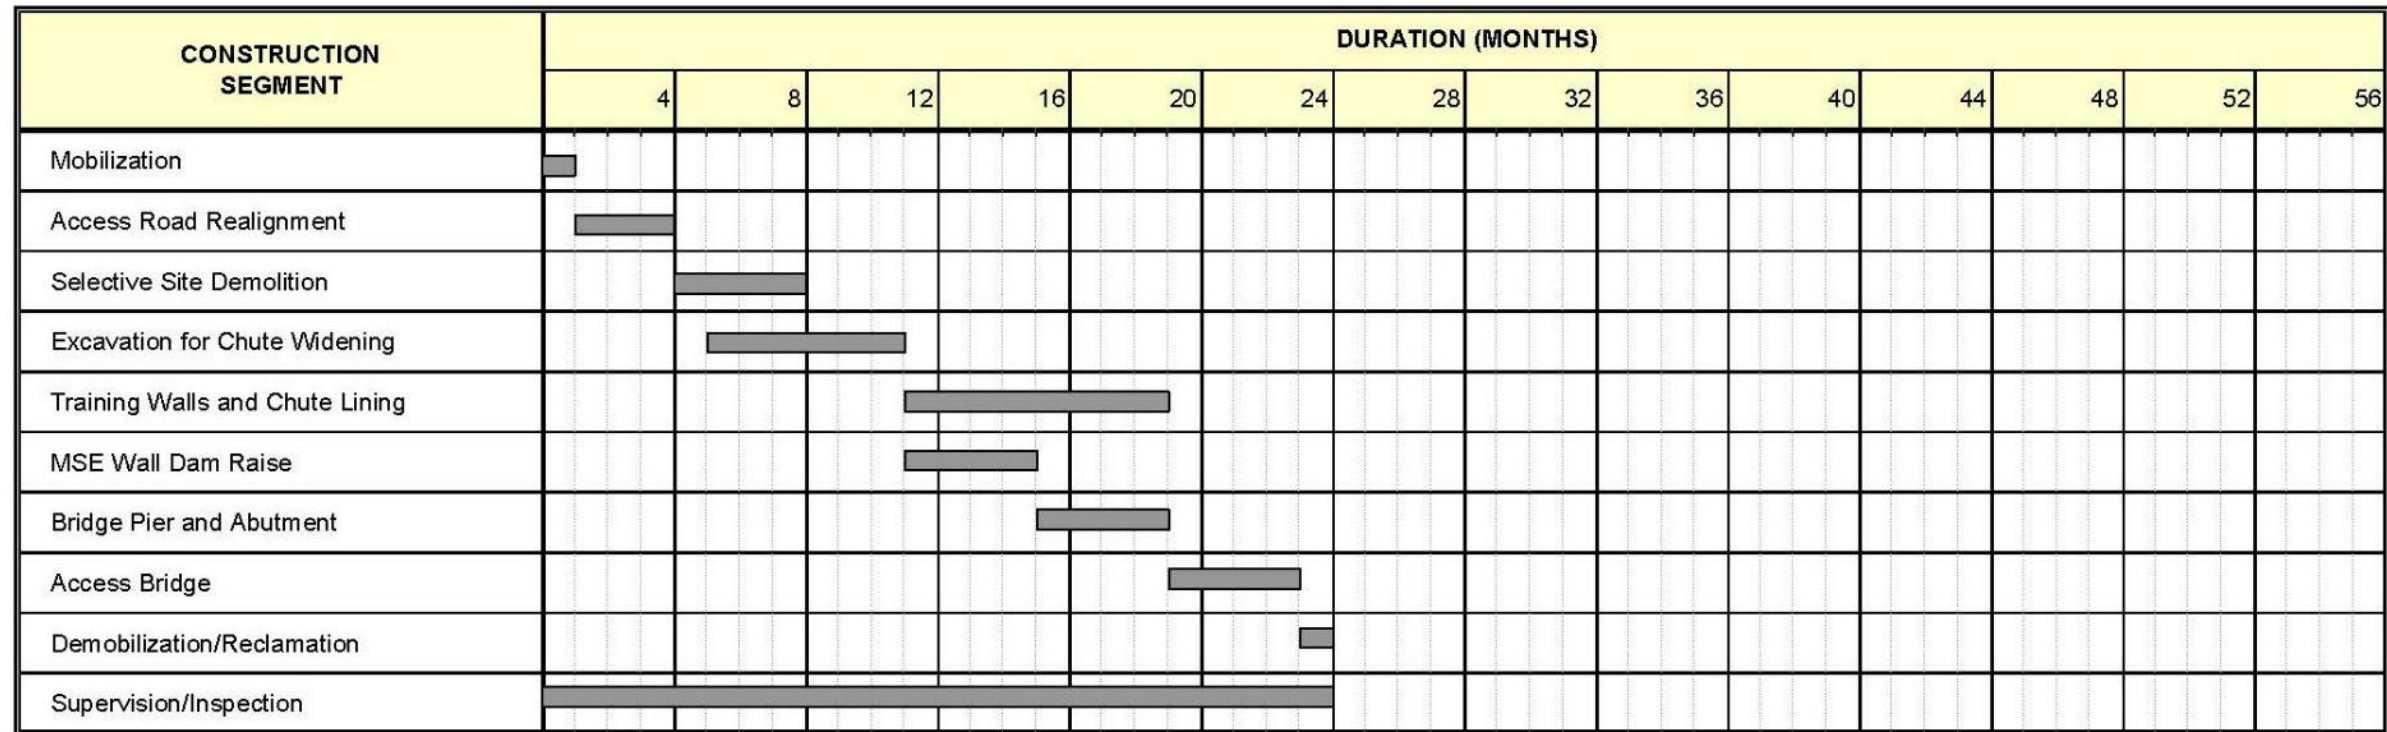 CONSTRUCTION
SEGMENT
DURATION (MONTHS)
4 8 12 16 20 24 28 32 36 40 44 48 52 56
Mobilization
Access Road Realignment
Selective Site Demolition
Excavation for Chute Widening
Training Walls and Chute Lining
MSE Wall Dam Raise
Bridge Pier and Abutment
Access Bridge
Demobilization/Reclamation
Supervision/Inspection